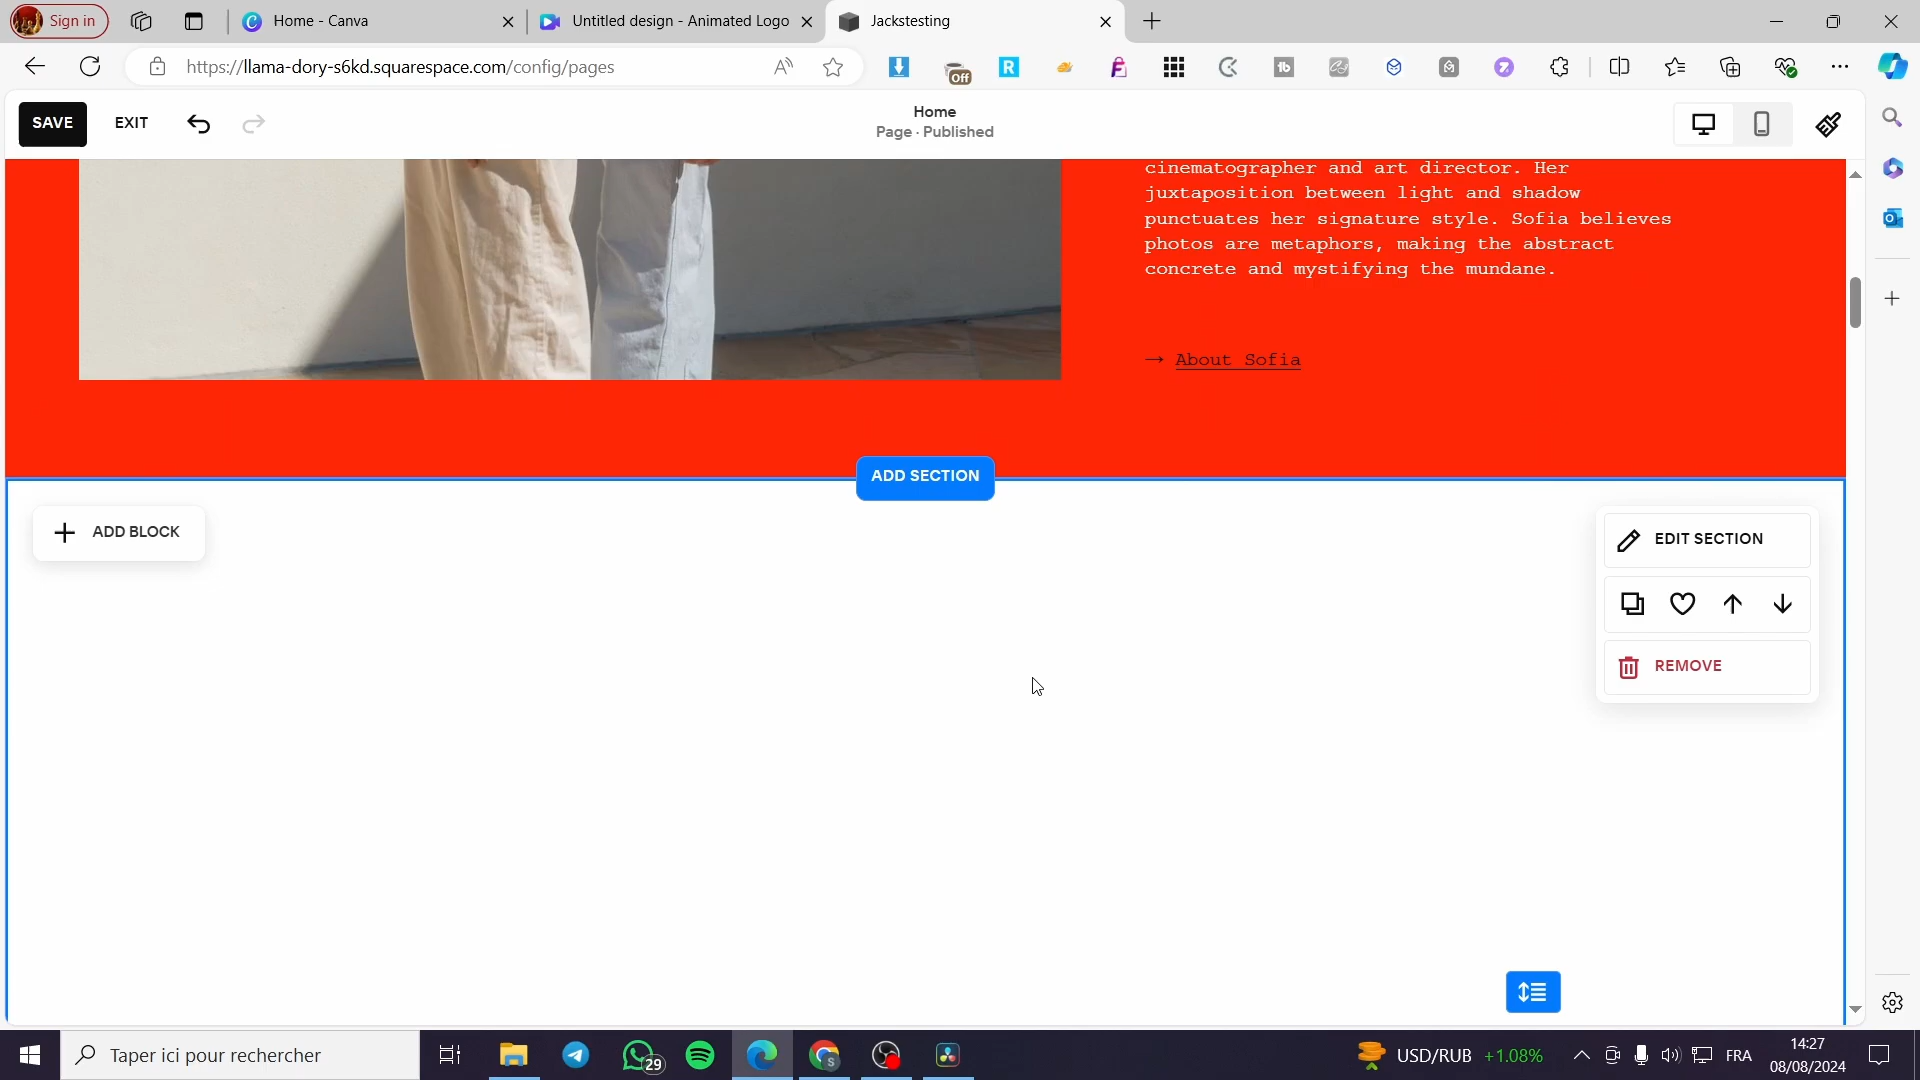 Sign in
Home - Canva
Untitled design - Animated Logo
Jackstesting
https://llama-dory-s6kd.squarespace.com/config/pages
Off
SAVE
EXIT
Home
Page · Published
cinematographer and art director. Her
juxtaposition between light and shadow
punctuates her signature style. Sofia believes
photos are metaphors, making the abstract
concrete and mystifying the mundane.
→ About Sofia
ADD SECTION
ADD BLOCK
EDIT SECTION
REMOVE
Taper ici pour rechercher
29
USD/RUB +1.08%
FRA
14:27
08/08/2024